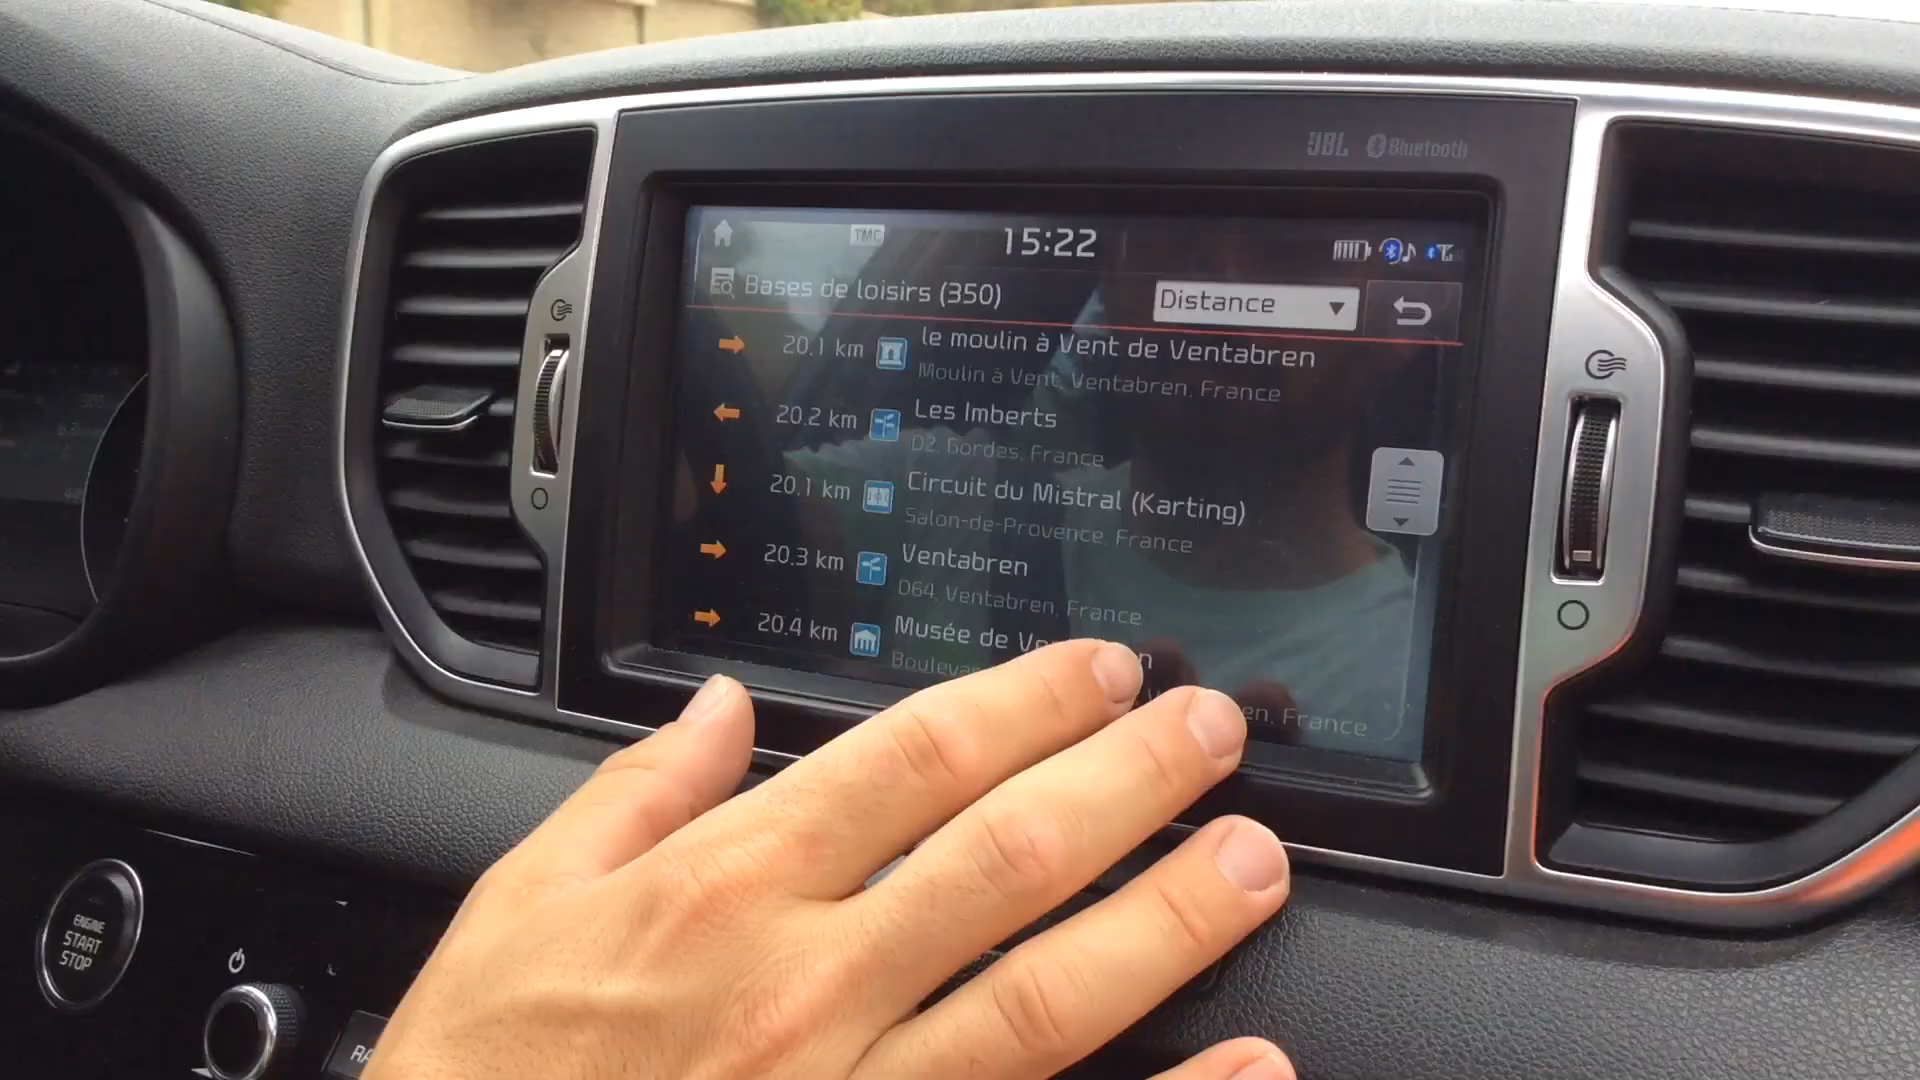 JBL Bluetooth
TMC 15:22
Bases de loisirs (350) Distance
20.1 km le moulin à Vent de Ventabren
Moulin à Vent, Ventabren, France
20.2 km Les Imberts
D2, Gordes, France
20.1 km Circuit du Mistral (Karting)
Salon-de-Provence, France
20.3 km Ventabren
D64, Ventabren, France
20.4 km Musée de
France
ENGINE
START
STOP